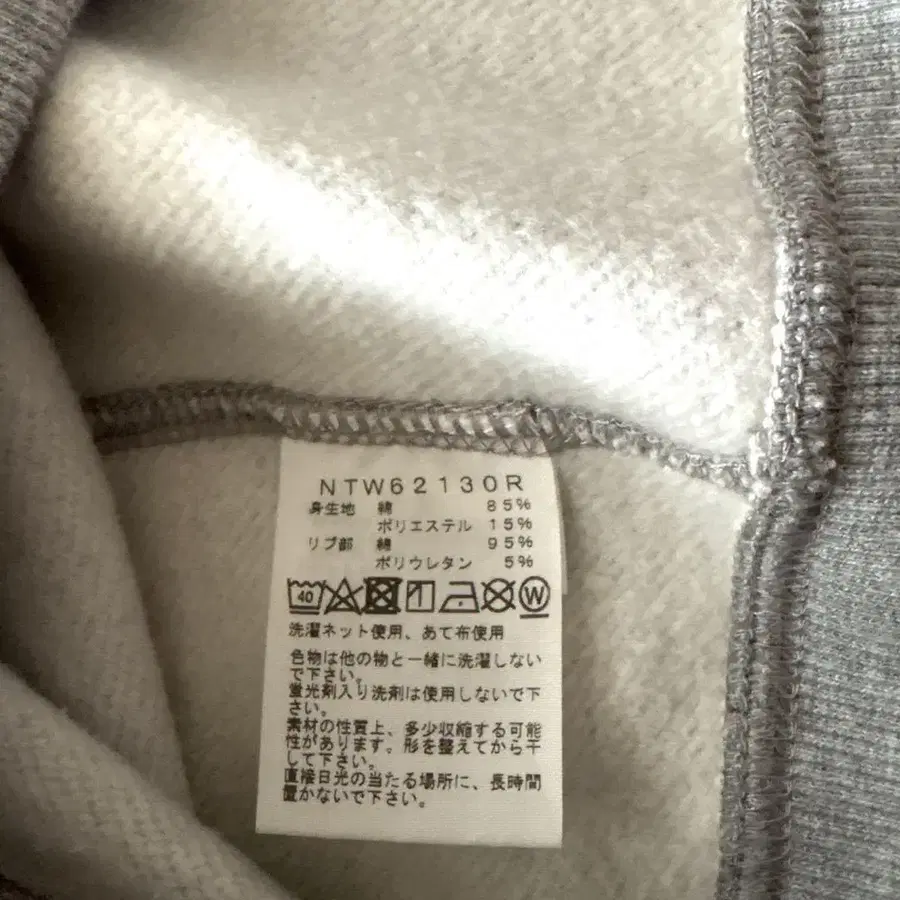 NTW62130R
身生地 綿 85%
ポリエステル 15%
リブ部 綿 95%
ポリウレタン 5%
40 W
洗濯ネット使用、あて布使用
色物は他の物と一緒に洗濯しない
で下さい。
蛍光剤入り洗剤は使用しないで下
さい。
素材の性質上、多少収縮する可能
性があります。形を整えてから干
して下さい。
直接日光の当たる場所に、長時間
置かないで下さい。